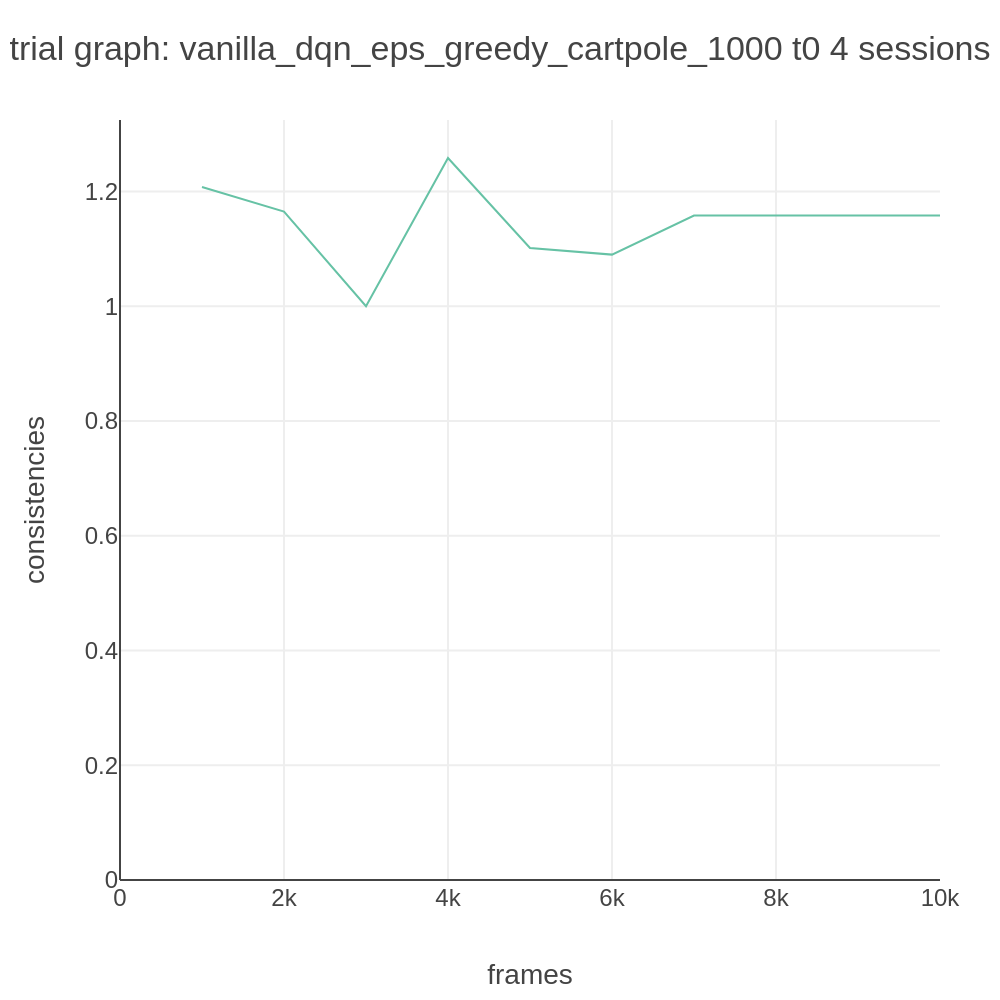 trial graph: vanilla_dqn_eps_greedy_cartpole_1000 t0 4 sessions
1.2
1
0.8
0.6
0.4
0.2
0
consistencies
0
2k
4k
6k
8k
10k
frames